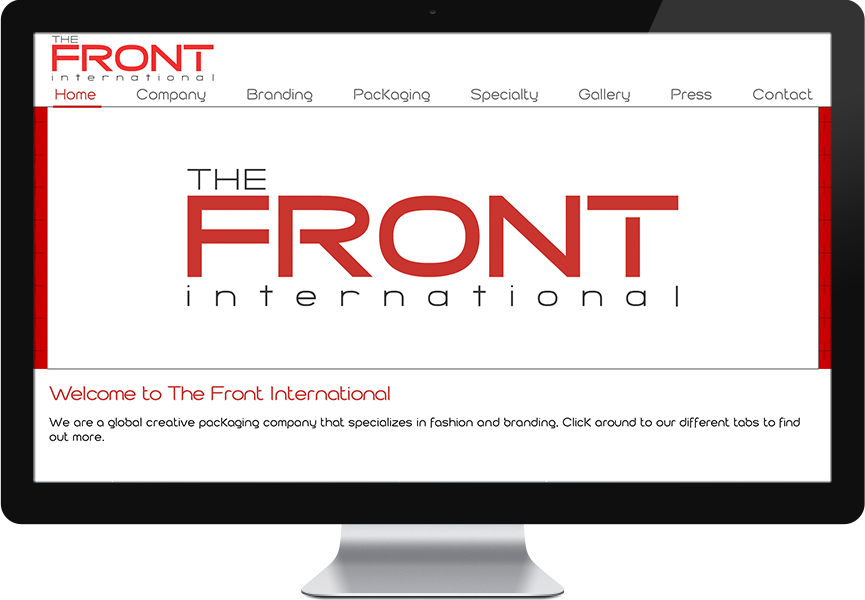 THE
FRONT
international
Home Company Branding Packaging Specialty Gallery Press Contact
THE
FRONT
international
Welcome to The Front International
We are a global creative packaging company that specializes in fashion and branding. Click around to our different tabs to find
out more.